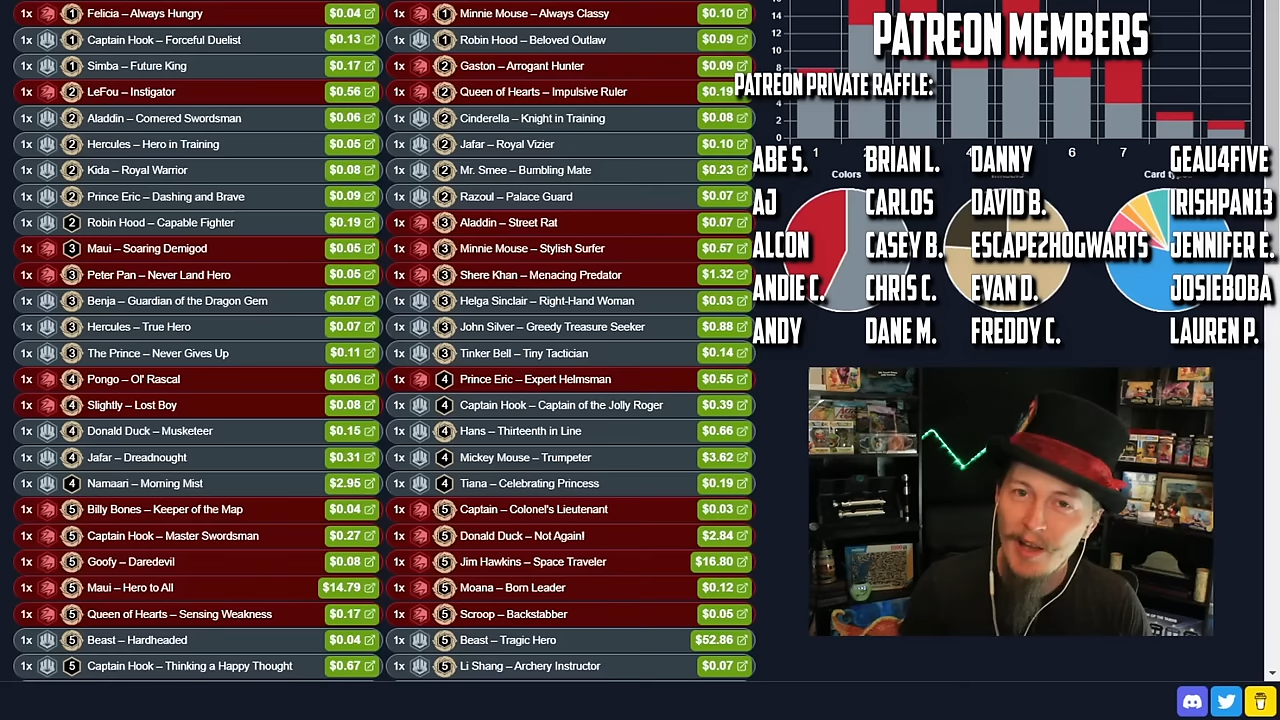 1x 1 Felicia – Always Hungry $0.04
1x 1 Captain Hook – Forceful Duelist $0.13
1x 1 Simba – Future King $0.17
1x 2 LeFou – Instigator $0.56
1x 2 Aladdin – Cornered Swordsman $0.06
1x 2 Hercules – Hero in Training $0.05
1x 2 Kida – Royal Warrior $0.08
1x 2 Prince Eric – Dashing and Brave $0.09
1x 2 Robin Hood – Capable Fighter $0.19
1x 3 Maui – Soaring Demigod $0.05
1x 3 Peter Pan – Never Land Hero $0.05
1x 3 Benja – Guardian of the Dragon Gem $0.07
1x 3 Hercules – True Hero $0.07
1x 3 The Prince – Never Gives Up $0.11
1x 4 Pongo – Ol' Rascal $0.06
1x 4 Slightly – Lost Boy $0.08
1x 4 Donald Duck – Musketeer $0.15
1x 4 Jafar – Dreadnought $0.31
1x 4 Namaari – Morning Mist $2.95
1x 5 Billy Bones – Keeper of the Map $0.04
1x 5 Captain Hook – Master Swordsman $0.27
1x 5 Goofy – Daredevil $0.08
1x 5 Maui – Hero to All $14.79
1x 5 Queen of Hearts – Sensing Weakness $0.17
1x 5 Beast – Hardheaded $0.04
1x 5 Captain Hook – Thinking a Happy Thought $0.67
1x 1 Minnie Mouse – Always Classy $0.10
1x 1 Robin Hood – Beloved Outlaw $0.09
1x 2 Gaston – Arrogant Hunter $0.09
1x 2 Queen of Hearts – Impulsive Ruler $0.19
1x 2 Cinderella – Knight in Training $0.08
1x 2 Jafar – Royal Vizier $0.10
1x 2 Mr. Smee – Bumbling Mate $0.23
1x 2 Razoul – Palace Guard $0.07
1x 3 Aladdin – Street Rat $0.07
1x 3 Minnie Mouse – Stylish Surfer $0.57
1x 3 Shere Khan – Menacing Predator $1.32
1x 3 Helga Sinclair – Right-Hand Woman $0.03
1x 3 John Silver – Greedy Treasure Seeker $0.88
1x 3 Tinker Bell – Tiny Tactician $0.14
1x 4 Prince Eric – Expert Helmsman $0.55
1x 4 Captain Hook – Captain of the Jolly Roger $0.39
1x 4 Hans – Thirteenth in Line $0.66
1x 4 Mickey Mouse – Trumpeter $3.62
1x 4 Tiana – Celebrating Princess $0.19
1x 5 Captain – Colonel's Lieutenant $0.03
1x 5 Donald Duck – Not Again! $2.84
1x 5 Jim Hawkins – Space Traveler $16.80
1x 5 Moana – Born Leader $0.12
1x 5 Scroop – Backstabber $0.05
1x 5 Beast – Tragic Hero $52.86
1x 5 Li Shang – Archery Instructor $0.07
PATREON MEMBERS
PATREON PRIVATE RAFFLE:
14
12
10
8
4
2
0
1 6 7 8 9
Colors
ABE S. BRIAN L. DANNY GEAU4FIVE
AJ CARLOS DAVID B. IRISHPAN13
ALCON CASEY B. ESCAPE2HOGWARTS JENNIFER E.
ANDIE C. CHRIS C. EVAN D. JOSIEBOBA
ANDY DANE M. FREDDY C. LAUREN P.